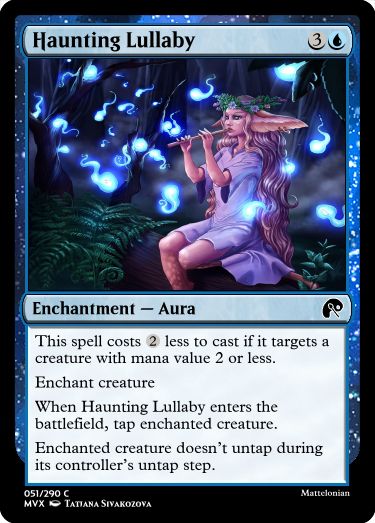 Haunting Lullaby 3
Enchantment — Aura
This spell costs 2 less to cast if it targets a
creature with mana value 2 or less.
Enchant creature
When Haunting Lullaby enters the
battlefield, tap enchanted creature.
Enchanted creature doesn't untap during
its controller's untap step.
051/290 C
Mattelonian
MVX TATIANA SIVAKOZOVA